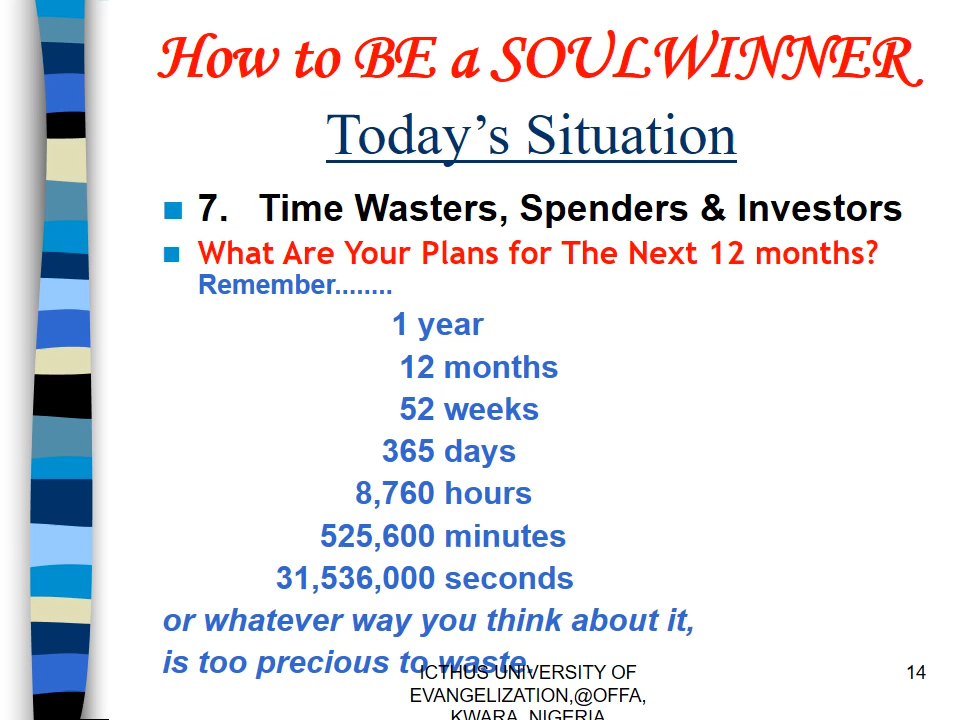 How to BE a SOULWINNER
Today’s Situation
7. Time Wasters, Spenders & Investors
What Are Your Plans for The Next 12 months?
Remember........
1 year
12 months
52 weeks
365 days
8,760 hours
525,600 minutes
31,536,000 seconds
or whatever way you think about it,
is too precious to waste.
ICTHUS UNIVERSITY OF
EVANGELIZATION,@OFFA,
KWARA, NIGERIA
14